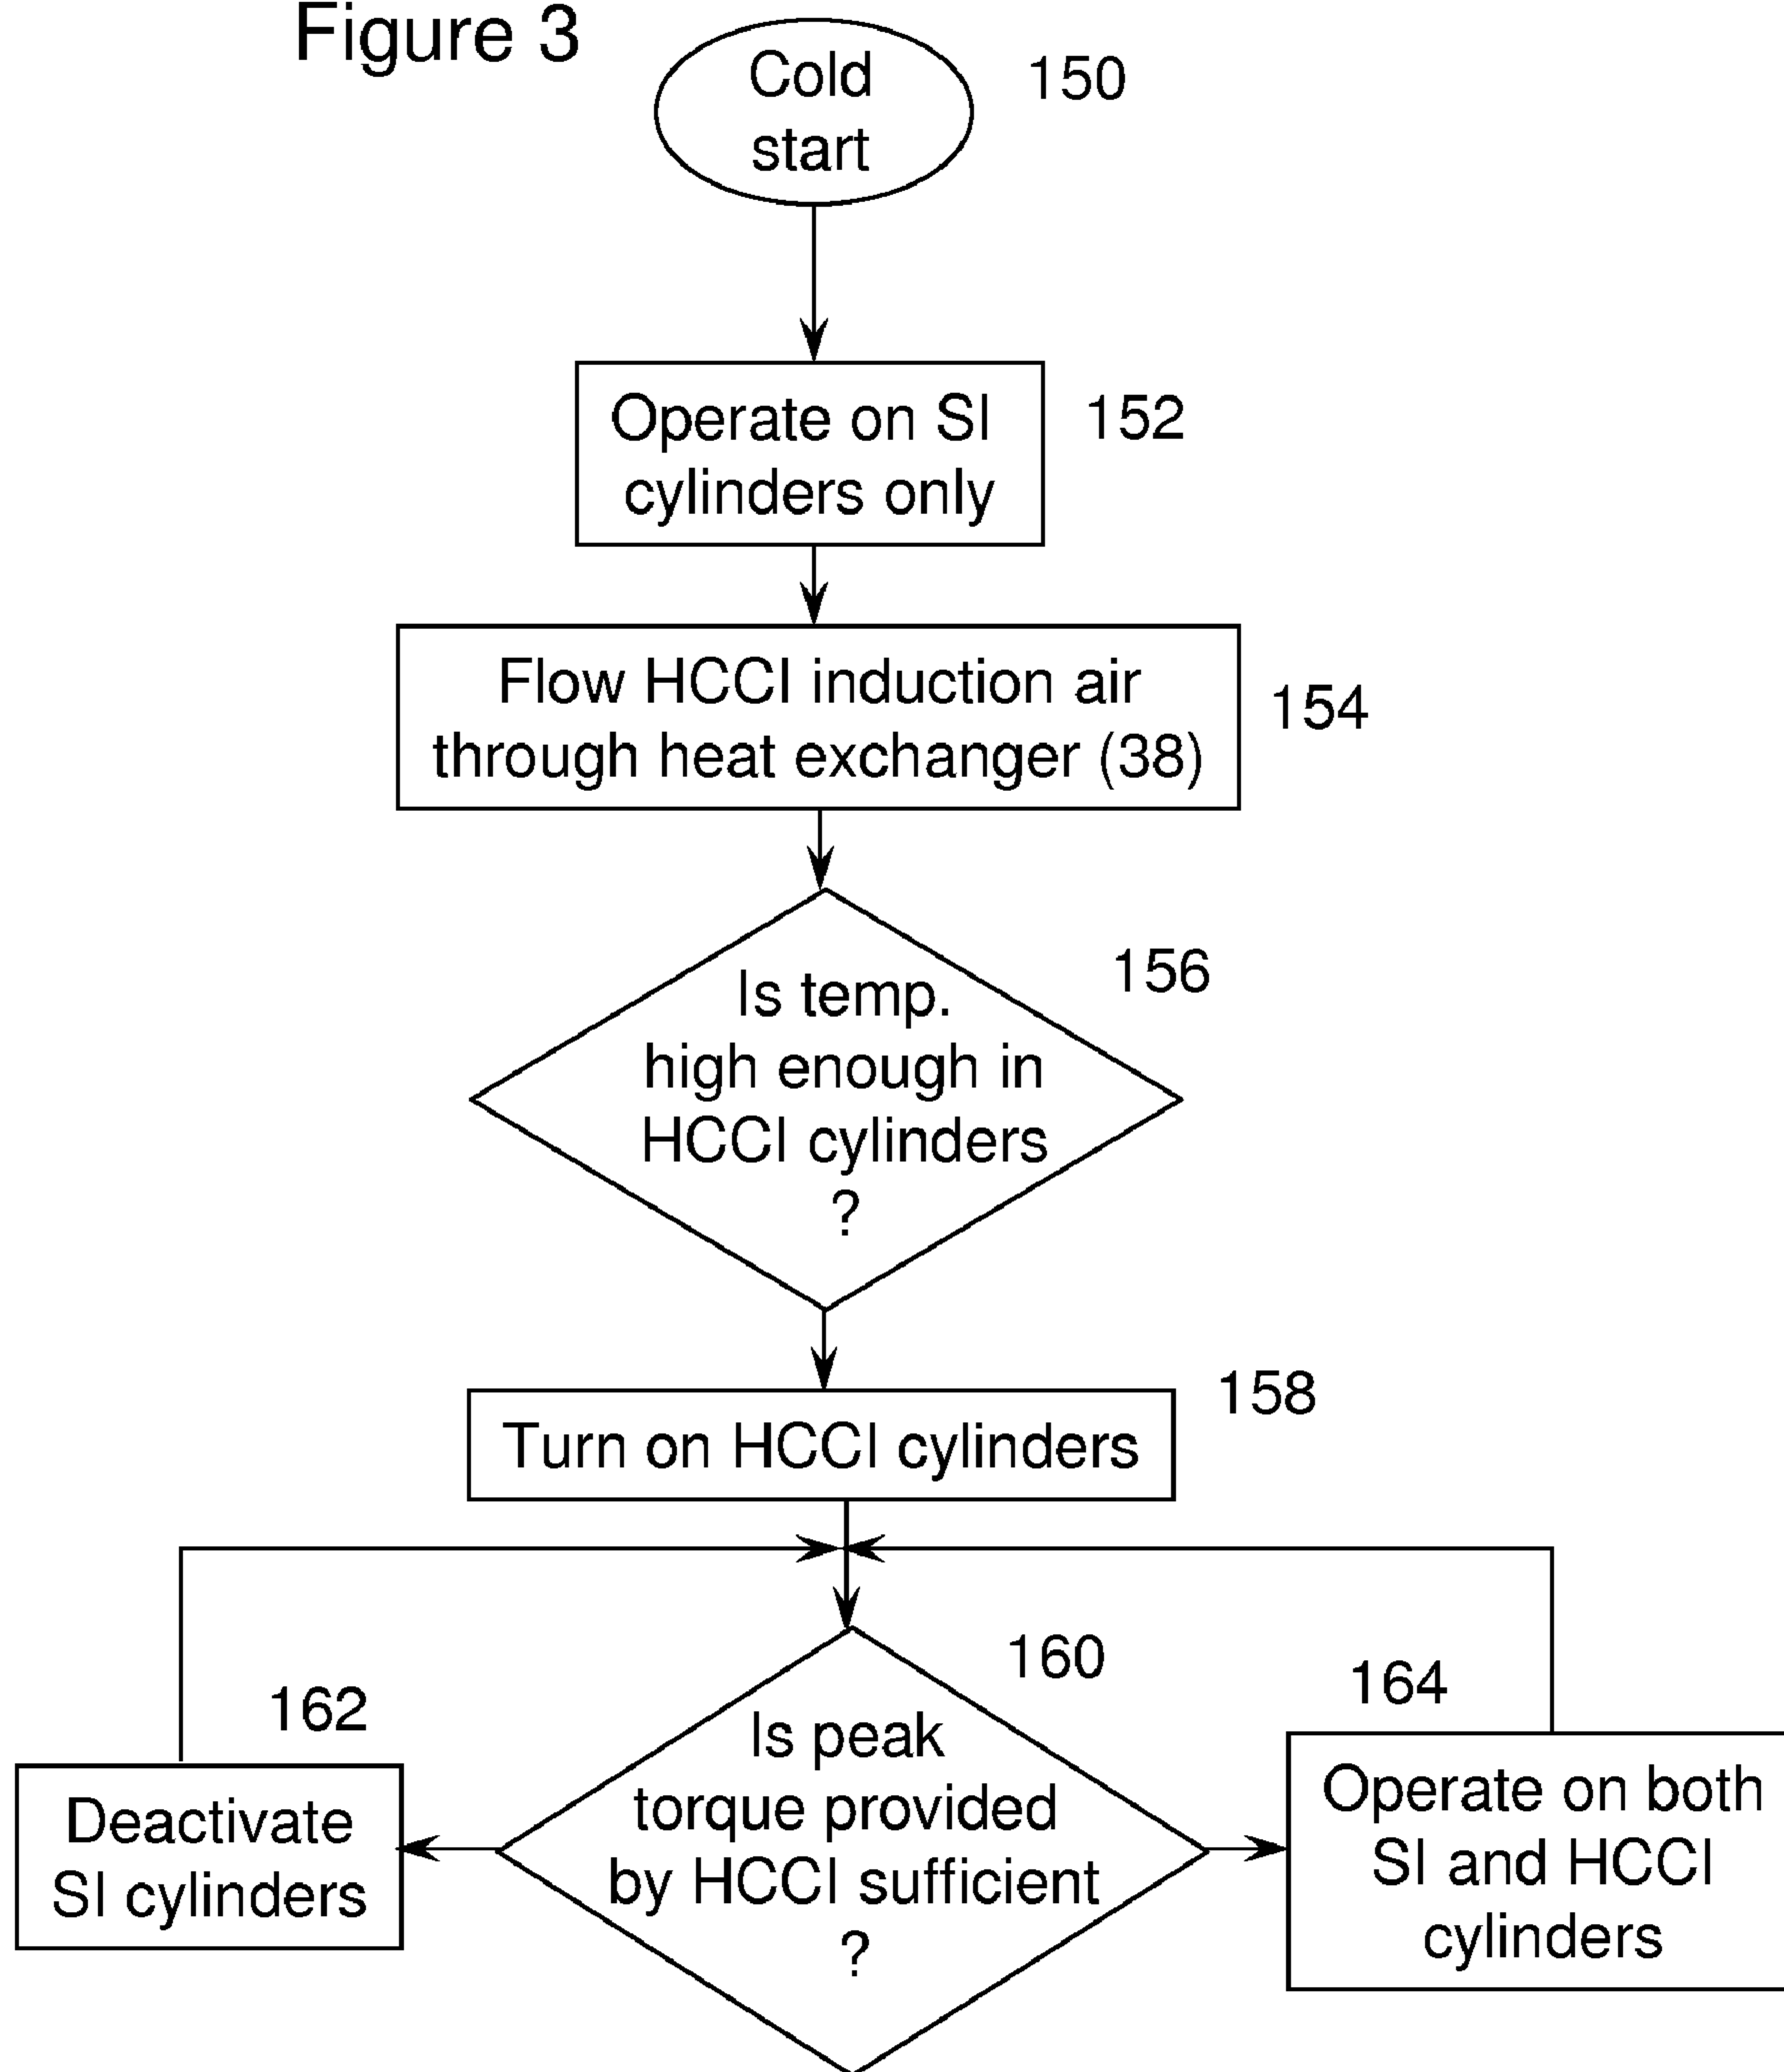 Figure 3
Cold
start
150
Operate on SI
cylinders only
152
Flow HCCI induction air
through heat exchanger (38)
154
Is temp.
high enough in
HCCI cylinders
?
156
Turn on HCCI cylinders
158
Is peak
torque provided
by HCCI sufficient
?
160
162
Deactivate
SI cylinders
164
Operate on both
SI and HCCI
cylinders